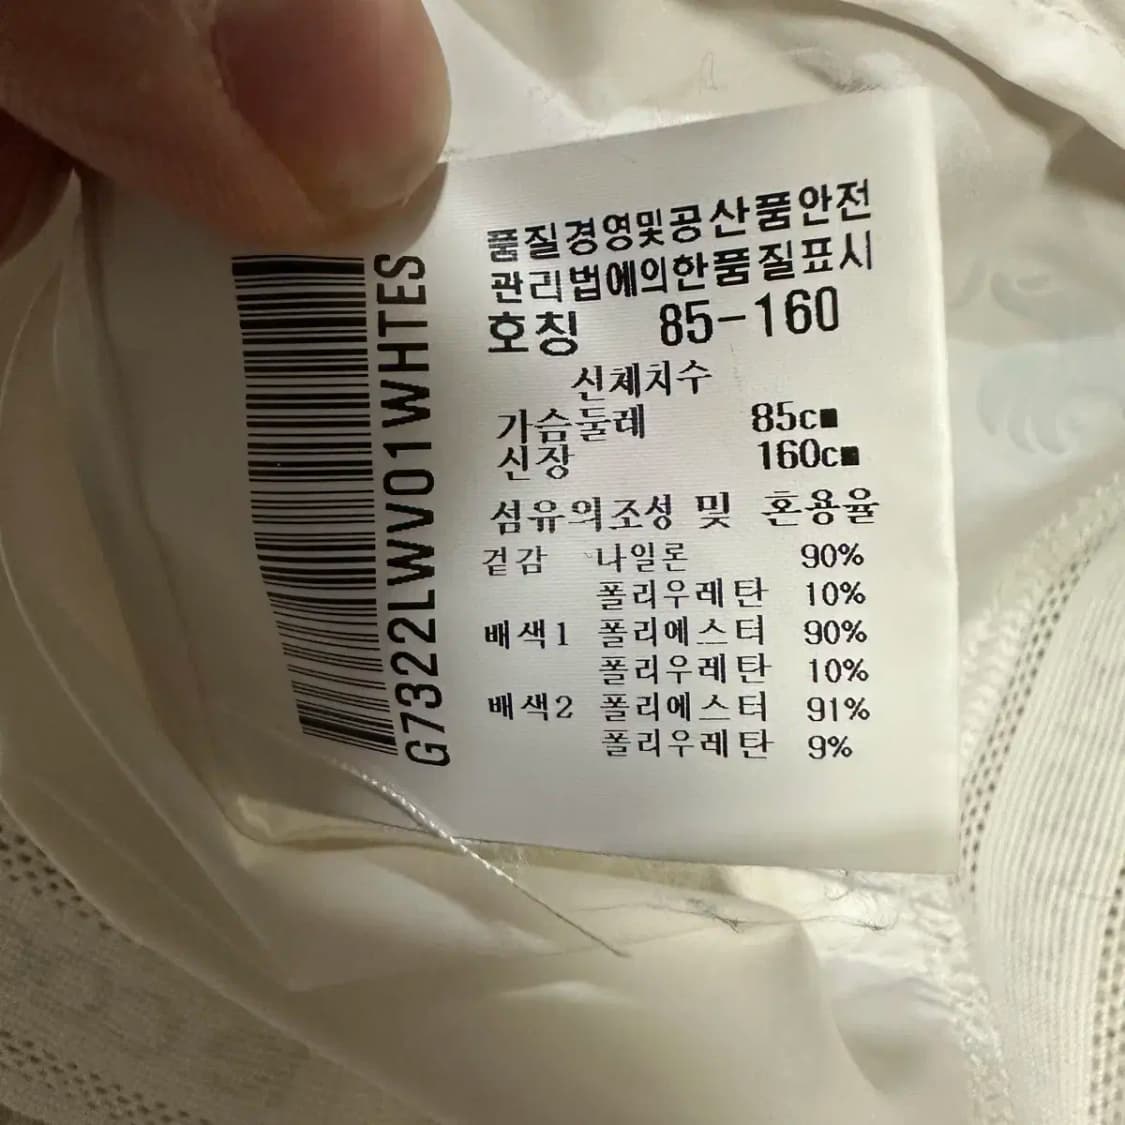 G7322LWV01WHTES
품질경영및공산품안전
관리법에의한품질표시
호칭 85-160
신체치수
가슴둘레 85c■
신장 160c■
섬유의조성 및 혼용율
겉감 나일론 90%
폴리우레탄 10%
배색1 폴리에스터 90%
폴리우레탄 10%
배색2 폴리에스터 91%
폴리우레탄 9%